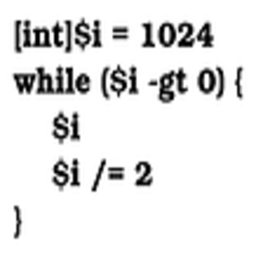 [int]$i = 1024
while ($i -gt 0) {
    $i
    $i /= 2
}